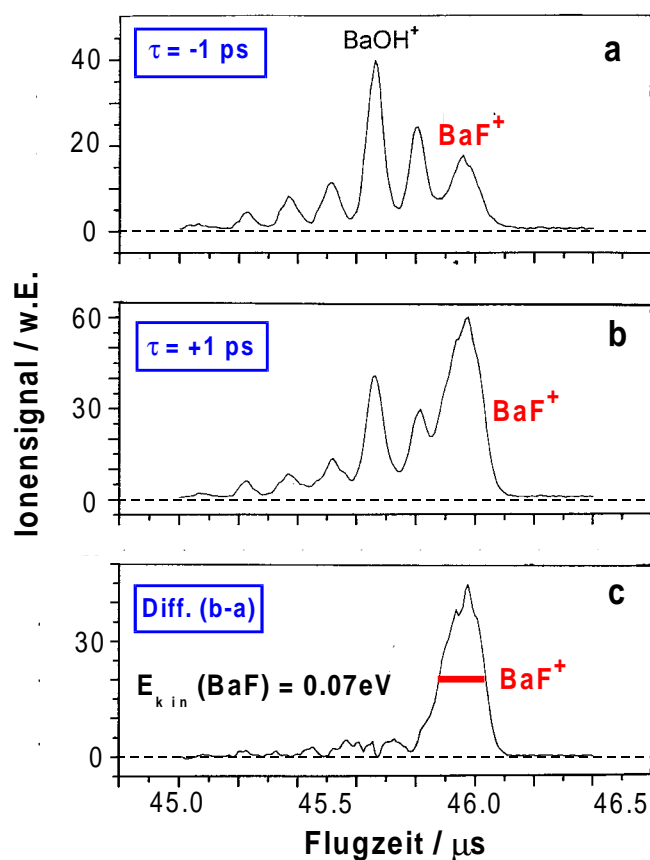 τ = -1 ps
BaOH⁺
a
BaF⁺
40
20
0
τ = +1 ps
b
BaF⁺
60
30
0
Ionensignal / w.E.
Diff. (b-a)
c
E_kin (BaF) = 0.07eV
BaF⁺
30
0
45.0 45.5 46.0 46.5
Flugzeit / μs